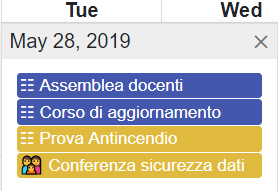 Tue Wed
May 28, 2019
Assemblea docenti
Corso di aggiornamento
Prova Antincendio
Conferenza sicurezza dati